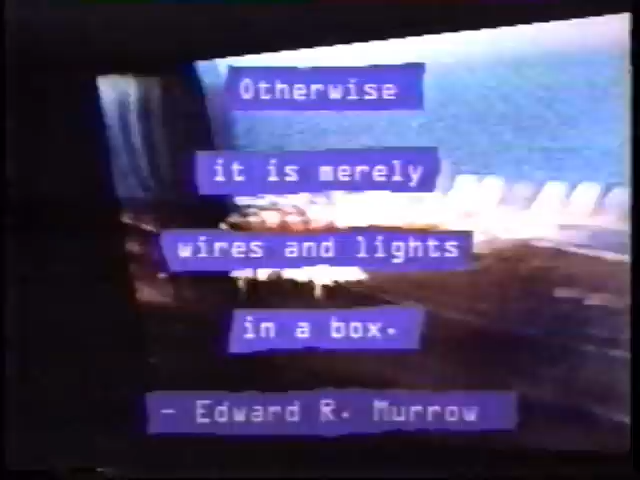 Otherwise
it is merely
wires and lights
in a box.
- Edward R. Murrow